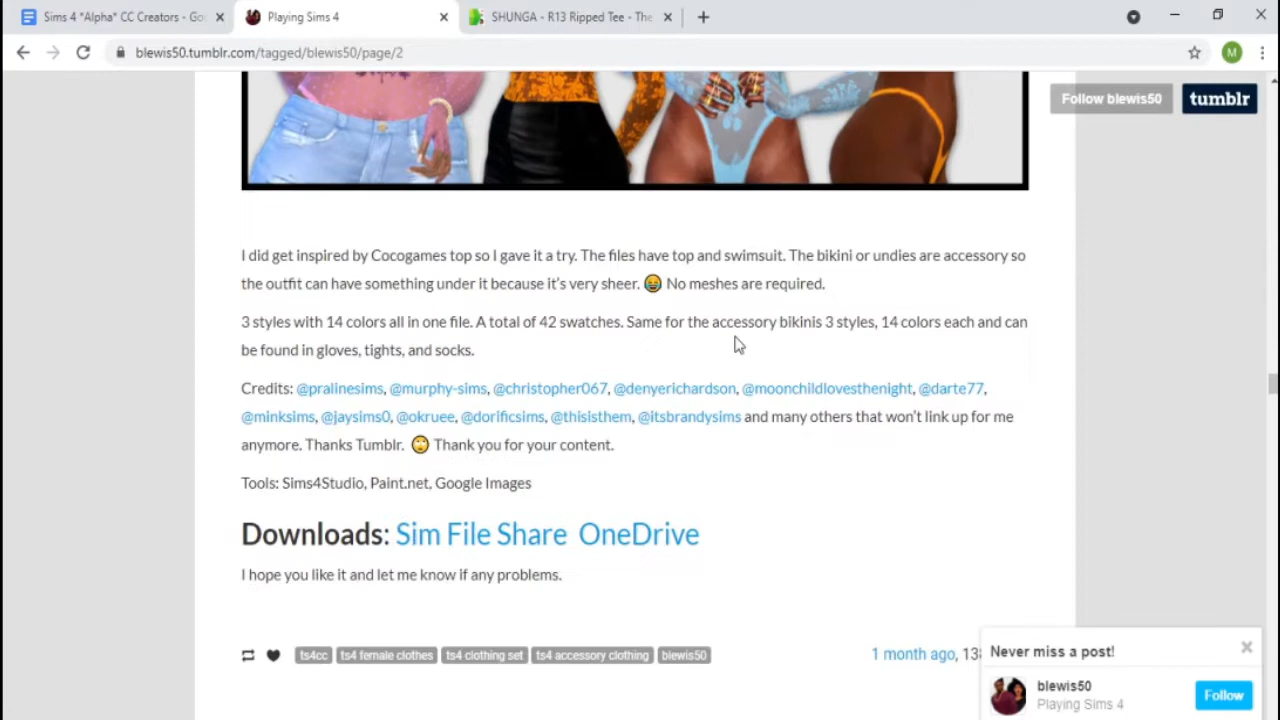 Sims 4 "Alpha" CC Creators - Go
Playing Sims 4
SHUNGA - R13 Ripped Tee - The
M
blewis50.tumblr.com/tagged/blewis50/page/2
Follow blewis50
tumblr
I did get inspired by Cocogames top so I gave it a try. The files have top and swimsuit. The bikini or undies are accessory so
the outfit can have something under it because it's very sheer. 😂 No meshes are required.
3 styles with 14 colors all in one file. A total of 42 swatches. Same for the accessory bikinis 3 styles, 14 colors each and can
be found in gloves, tights, and socks.
Credits: @pralinesims, @murphy-sims, @christopher067, @denyerichardson, @moonchildlovesthenight, @darte77,
@minksims, @jaysims0, @okruee, @dorificsims, @thisisthem, @itsbrandysims and many others that won't link up for me
anymore. Thanks Tumblr. 🙄 Thank you for your content.
Tools: Sims4Studio, Paint.net, Google Images
Downloads: Sim File Share OneDrive
I hope you like it and let me know if any problems.
ts4cc ts4 female clothes ts4 clothing set ts4 accessory clothing blewis50
1 month ago, 13
Never miss a post!
blewis50
Playing Sims 4
Follow